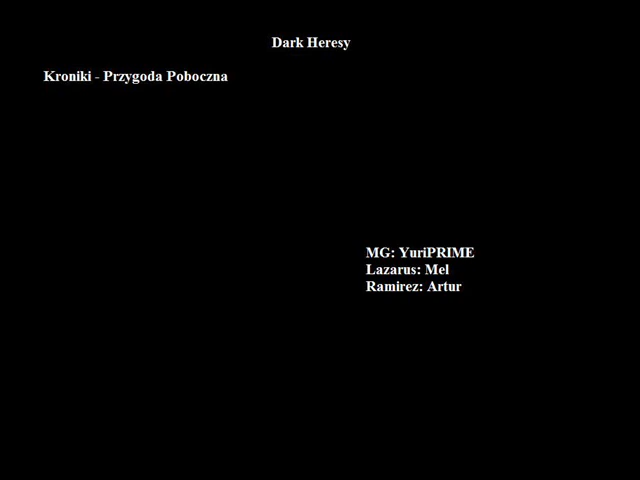 Dark Heresy
Kroniki - Przygoda Poboczna
MG: YuriPRIME
Lazarus: Mel
Ramirez: Artur